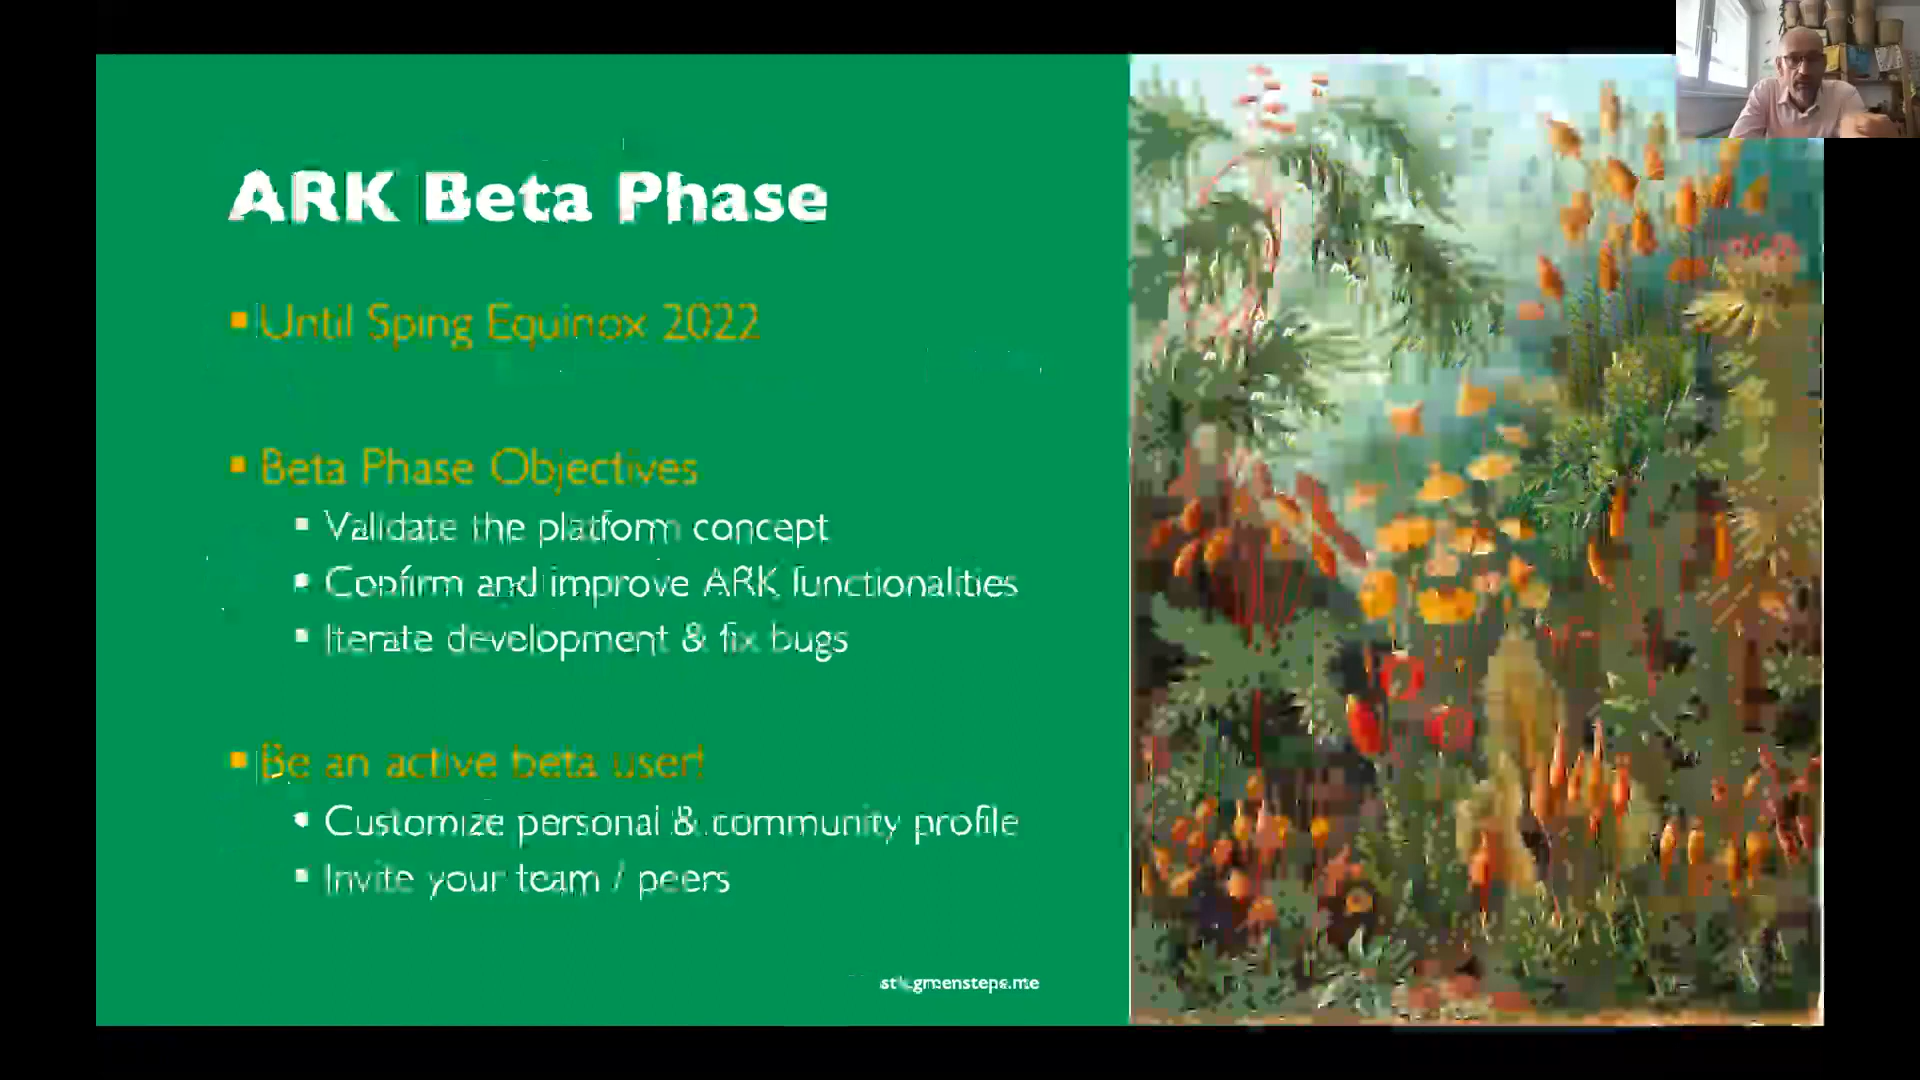 ARK Beta Phase
Until Sping Equinox 2022
Beta Phase Objectives
Validate the platform concept
Confirm and improve ARK functionalities
Iterate development & fix bugs
Be an active beta user!
Customize personal & community profile
Invite your team / peers